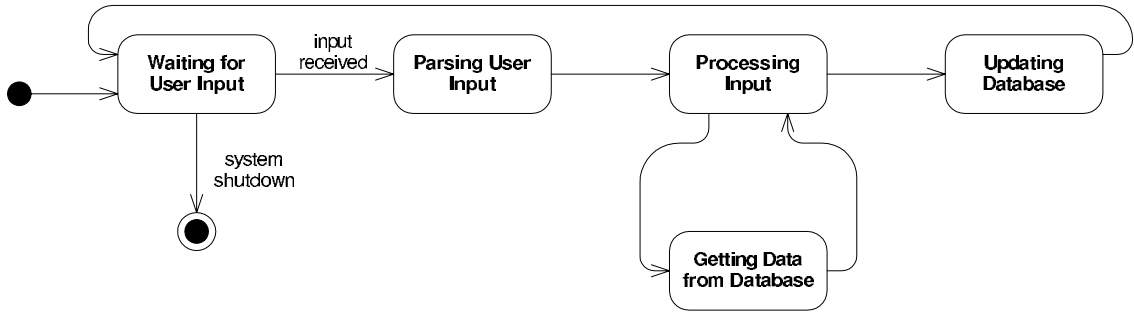 Waiting for
User Input
input
received
Parsing User
Input
Processing
Input
Updating
Database
system
shutdown
Getting Data
from Database